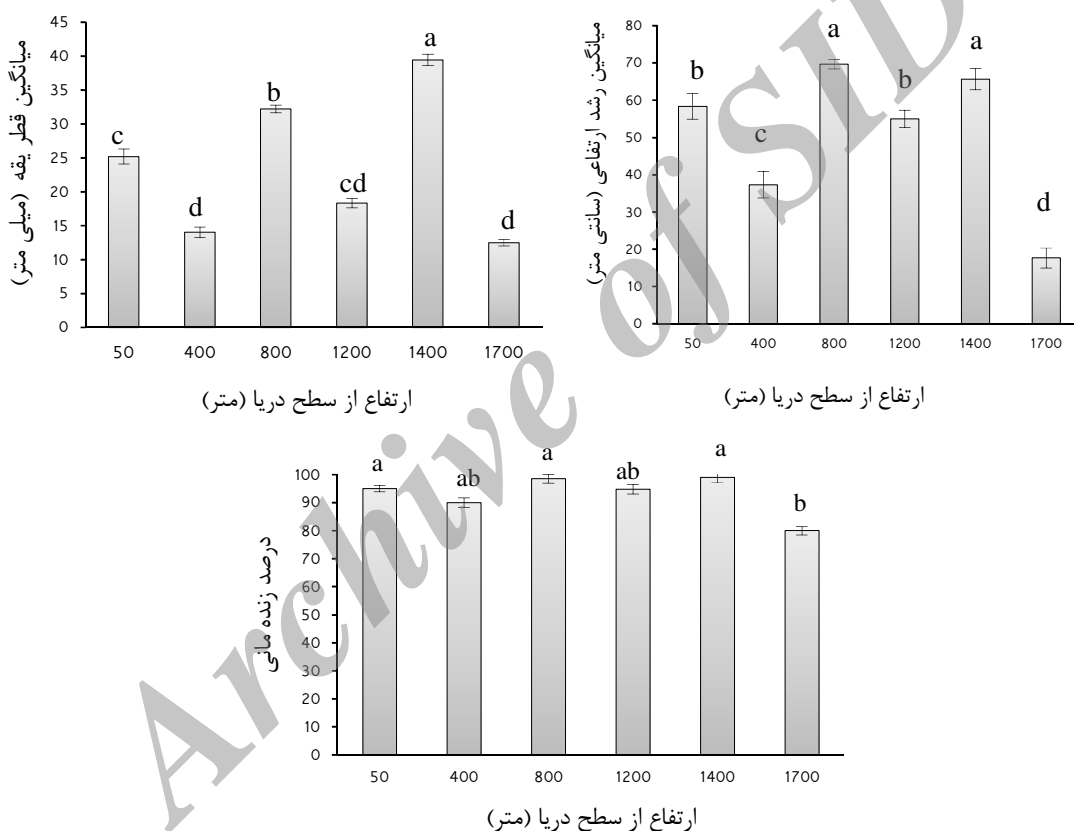 میانگین قطر یقه (میلی متر)
45
40
35
30
25
20
15
10
5
0
c
d
b
cd
a
d
50 400 800 1200 1400 1700
ارتفاع از سطح دریا (متر)
میانگین رشد ارتفاعی (سانتی متر)
80
70
60
50
40
30
20
10
0
b
c
a
b
a
d
50 400 800 1200 1400 1700
ارتفاع از سطح دریا (متر)
درصد زنده مانی
100
90
80
70
60
50
40
30
20
10
0
a
ab
a
ab
a
b
50 400 800 1200 1400 1700
ارتفاع از سطح دریا (متر)
Archive of SID